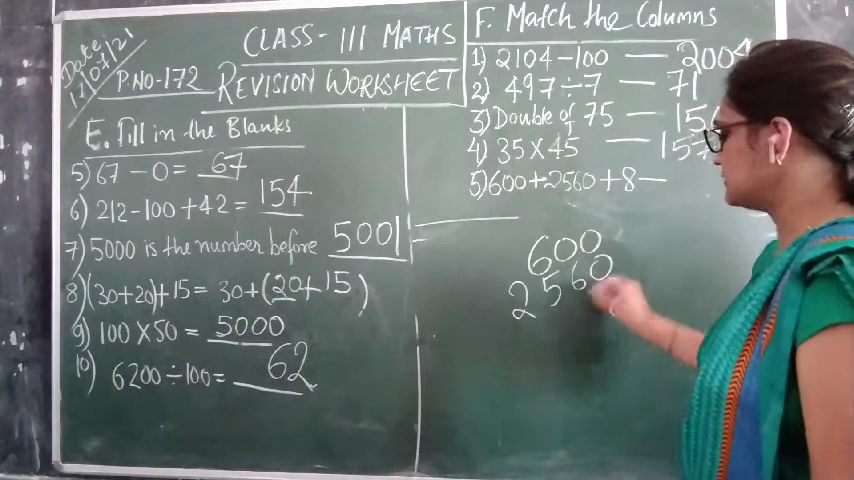 Date
17/07/21
CLASS- III MATHS
P.NO-172 REVISION WORKSHEET
E. Fill in the Blanks
5) 67 - 0 = 67
6) 212-100 +42 = 154
7) 5000 is the number before 5001
8) (30+20)+15 = 30+(20+15)
9) 100 X 50 = 5000
10) 6200 ÷ 100 = 62
F. Match the Columns
1) 2104 - 100 — 2004
2) 497 ÷ 7 — 71
3) Double of 75 —
4) 35 X 45 —
5) 600+2560+8 —
600
2560